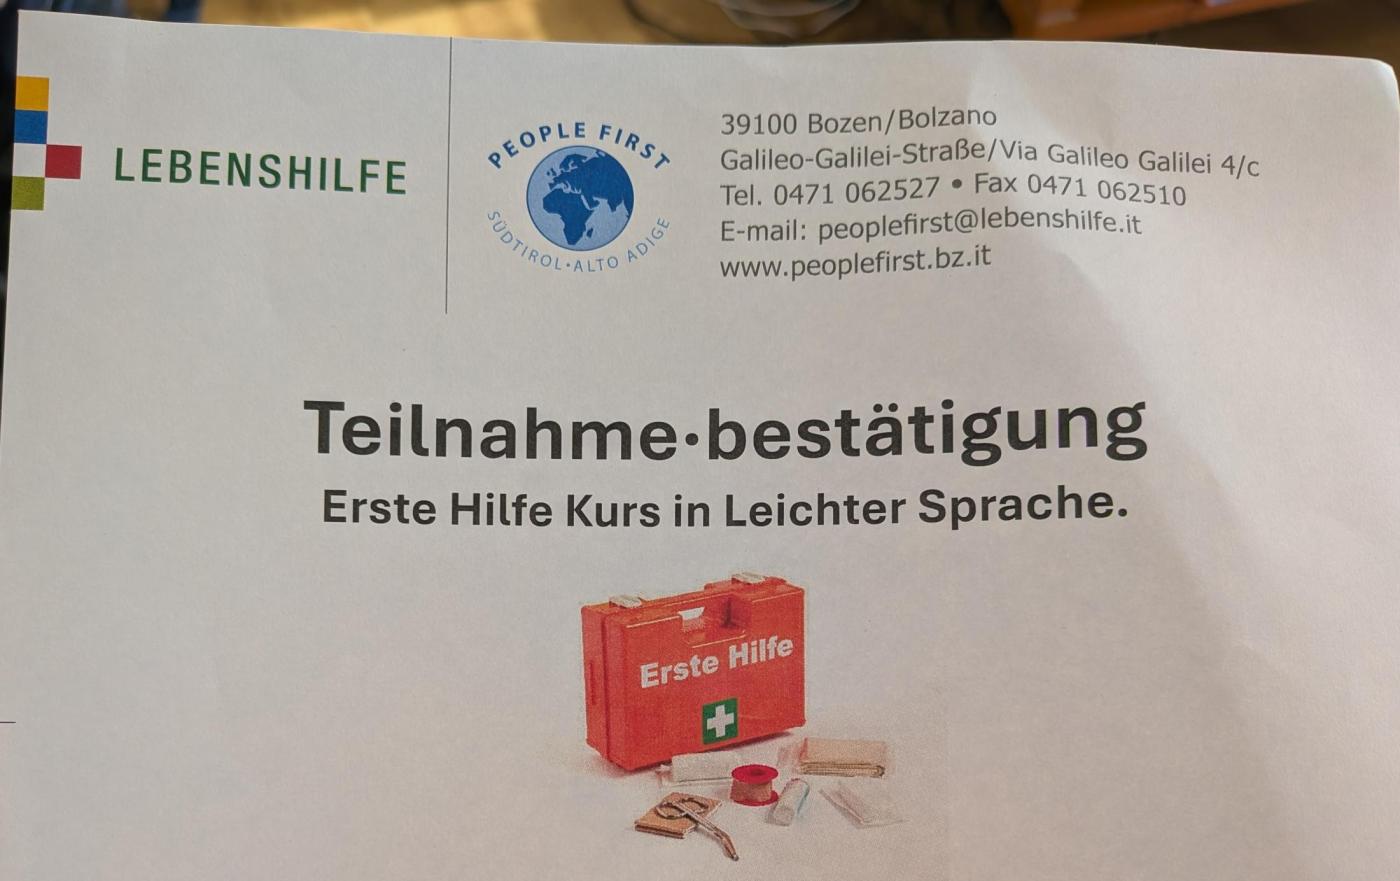 LEBENSHILFE
PEOPLE FIRST
SÜDTIROL·ALTO ADIGE
39100 Bozen/Bolzano
Galileo-Galilei-Straße/Via Galileo Galilei 4/c
Tel. 0471 062527 • Fax 0471 062510
E-mail: peoplefirst@lebenshilfe.it
www.peoplefirst.bz.it
Teilnahme·bestätigung
Erste Hilfe Kurs in Leichter Sprache.
Erste Hilfe